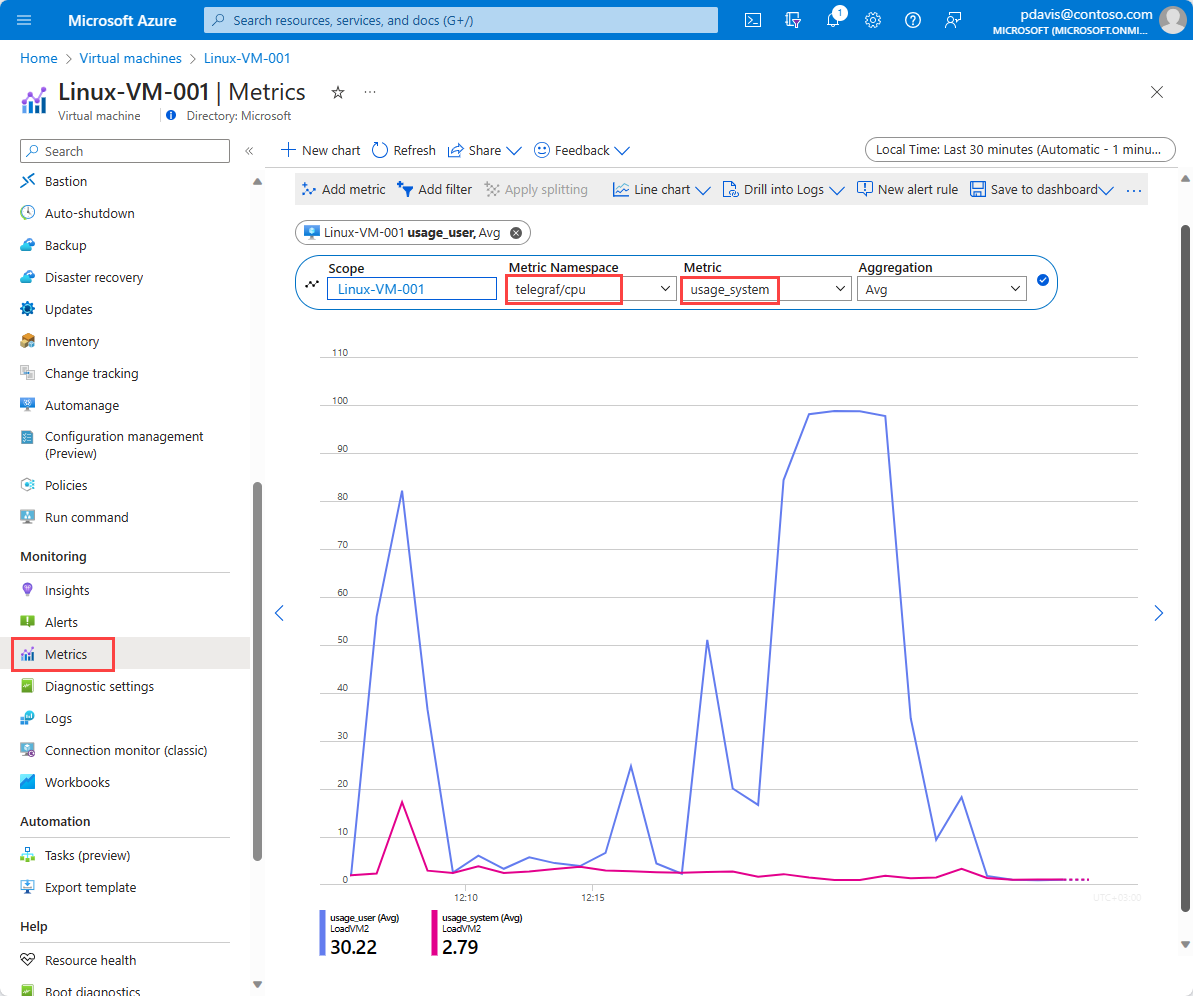 Microsoft Azure
Search resources, services, and docs (G+/)
1
pdavis@contoso.com
MICROSOFT (MICROSOFT.ONMI...
Home > Virtual machines > Linux-VM-001
Linux-VM-001 | Metrics
Virtual machine
Directory: Microsoft
Search
Bastion
Auto-shutdown
Backup
Disaster recovery
Updates
Inventory
Change tracking
Automanage
Configuration management
(Preview)
Policies
Run command
Monitoring
Insights
Alerts
Metrics
Diagnostic settings
Logs
Connection monitor (classic)
Workbooks
Automation
Tasks (preview)
Export template
Help
Resource health
Boot diagnostics
New chart Refresh Share Feedback
Local Time: Last 30 minutes (Automatic - 1 minu...
Add metric Add filter Apply splitting Line chart Drill into Logs New alert rule Save to dashboard
Linux-VM-001 usage_user, Avg
Scope Metric Namespace Metric Aggregation
Linux-VM-001 telegraf/cpu usage_system Avg
110
100
90
80
70
60
50
40
30
20
10
0
12:10 12:15 UTC+03:00
usage_user (Avg)
LoadVM2
30.22
usage_system (Avg)
LoadVM2
2.79